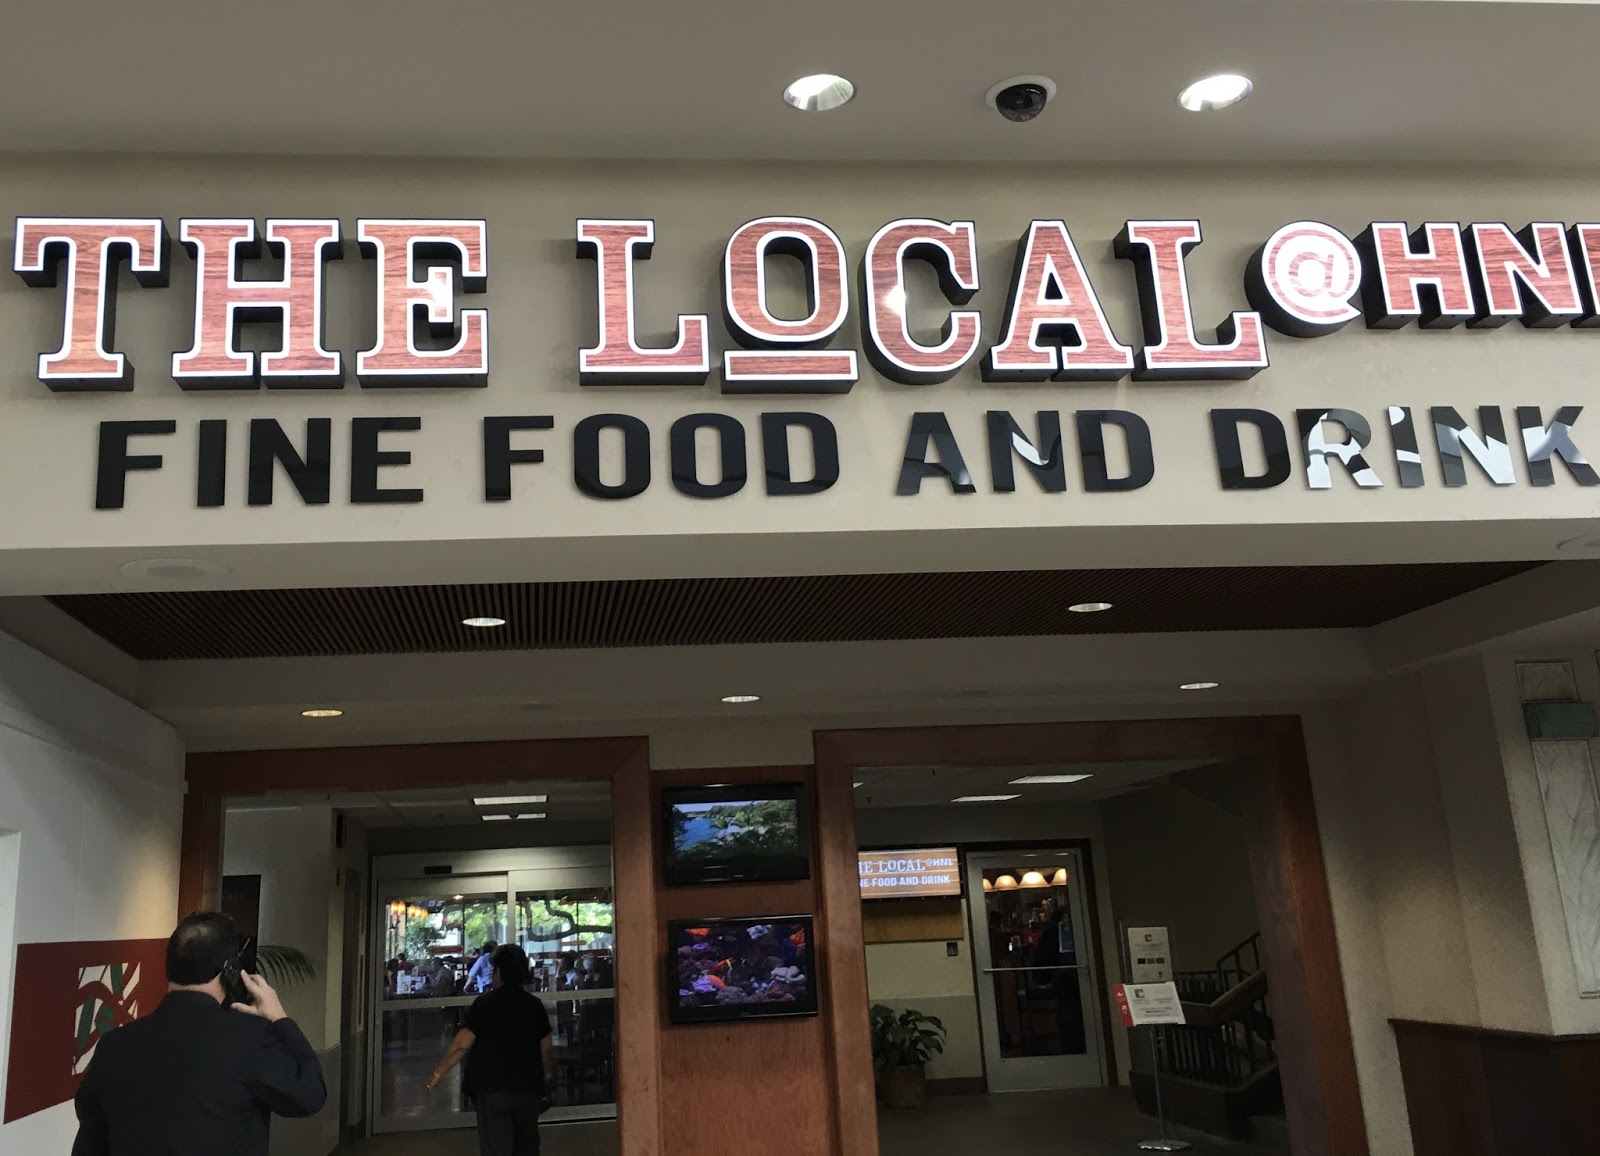 THE LOCAL@HNL
FINE FOOD AND DRINK
THE LOCAL@HNL
FINE FOOD AND DRINK